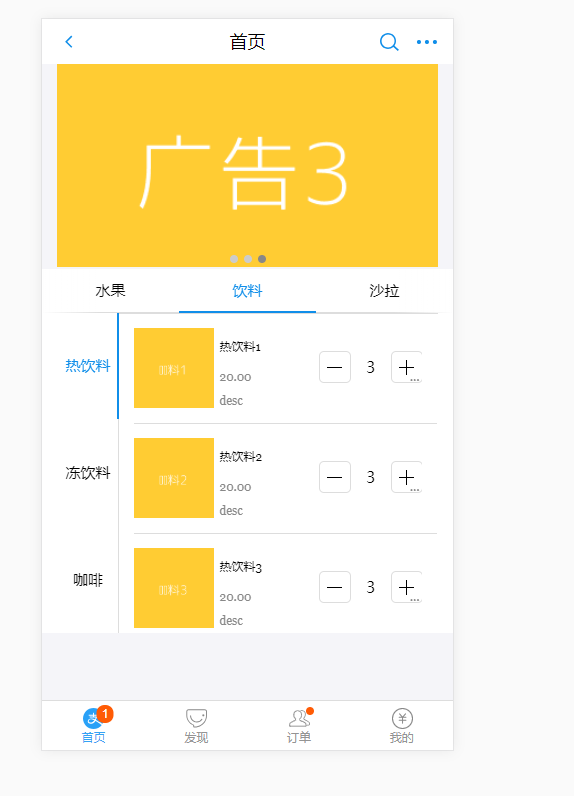 首页
广告3
水果 饮料 沙拉
热饮料
冻饮料
咖啡
咖料1
热饮料1
20.00
desc
3
咖料2
热饮料2
20.00
desc
3
咖料3
热饮料3
20.00
desc
3
支 1
首页 发现 订单 我的